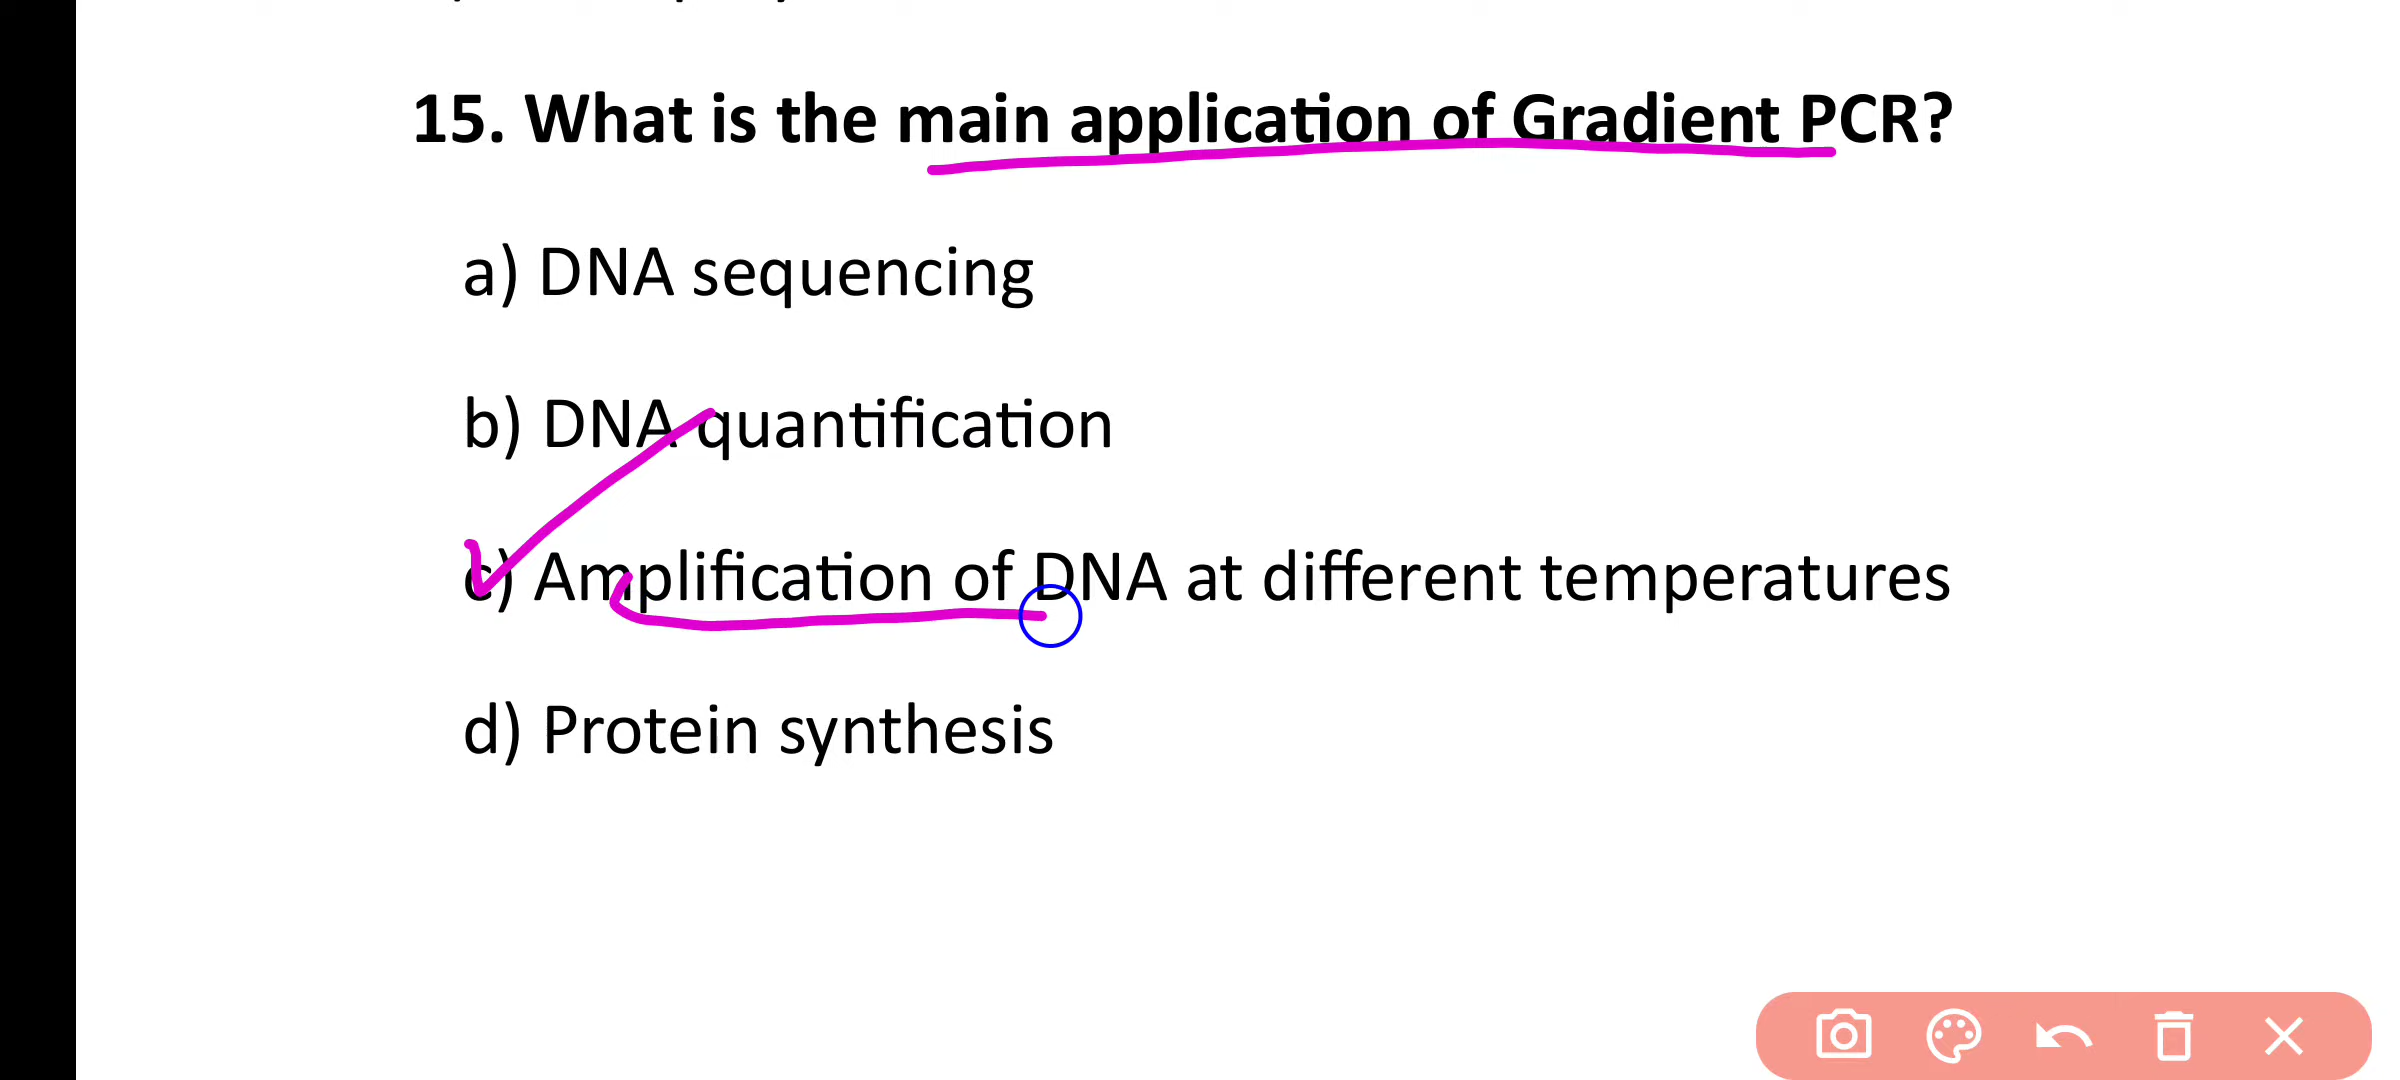 15. What is the main application of Gradient PCR?
a) DNA sequencing
b) DNA quantification
c) Amplification of DNA at different temperatures
d) Protein synthesis